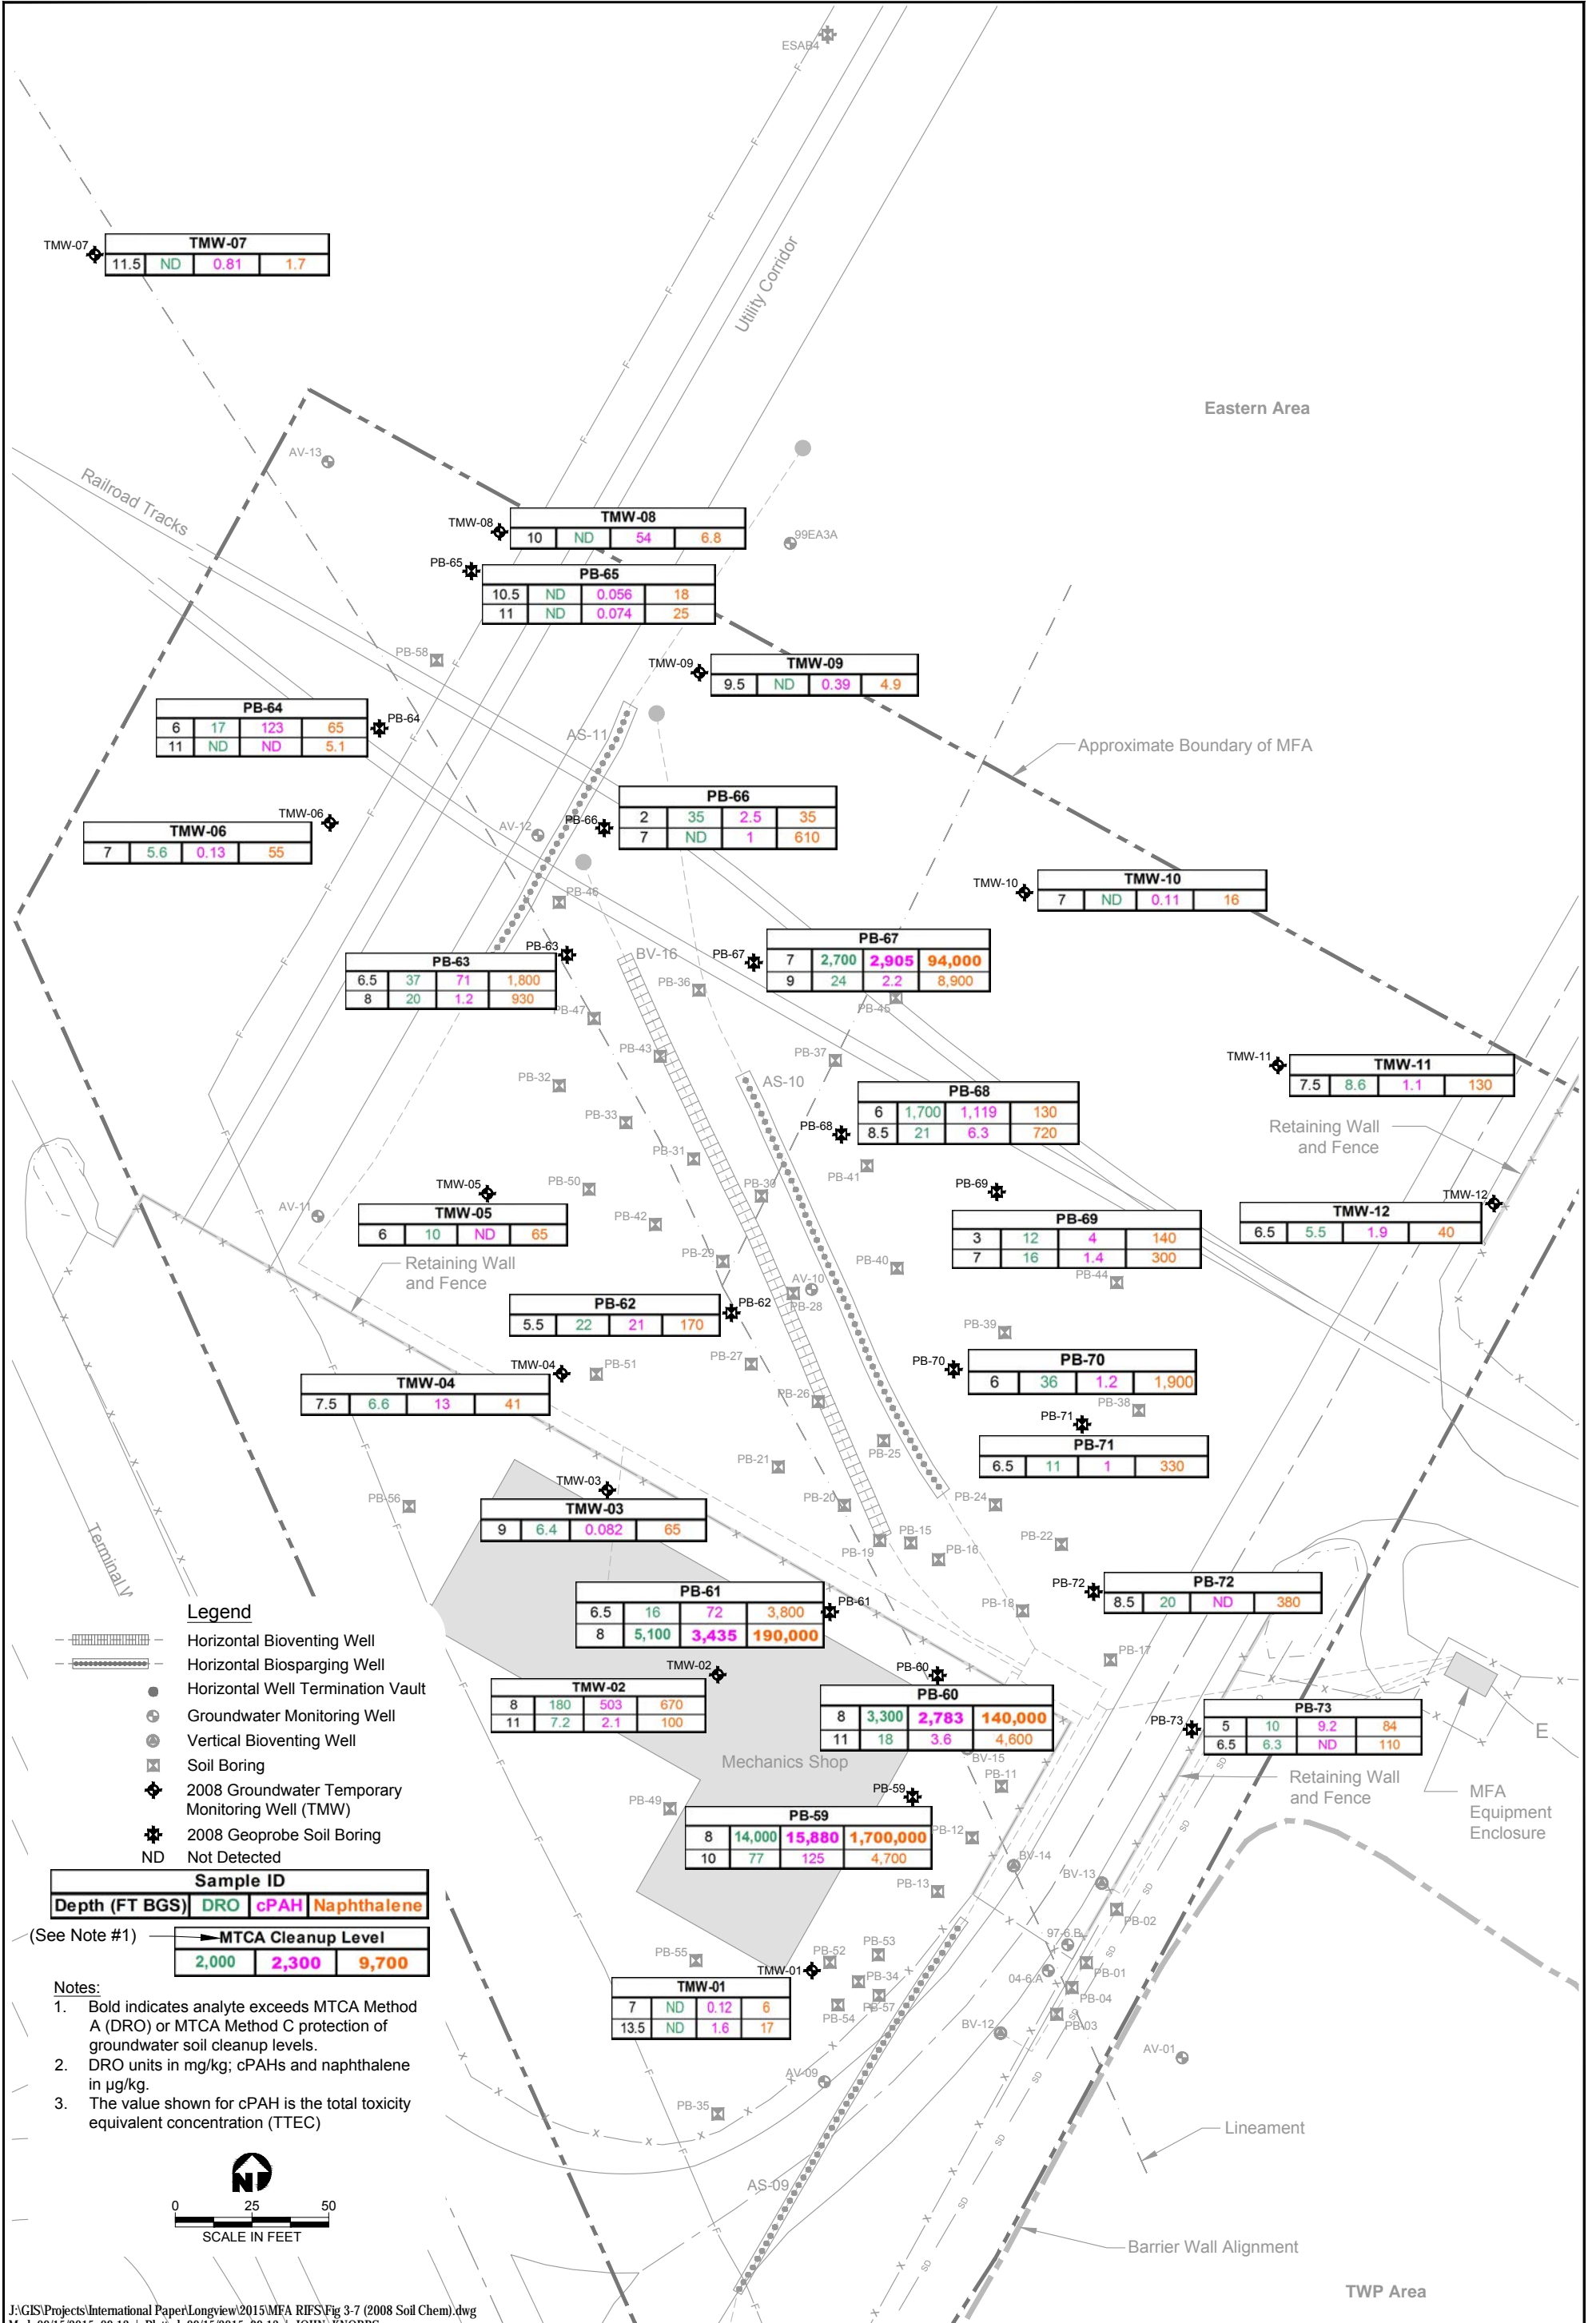 ESAB4
Utility Corridor
TMW-07
TMW-07
11.5 ND 0.81 1.7
Eastern Area
AV-13
Railroad Tracks
TMW-08
TMW-08
10 ND 54 6.8
99EA3A
PB-65
PB-65
10.5 ND 0.056 18
11 ND 0.074 25
PB-58
TMW-09
TMW-09
9.5 ND 0.39 4.9
PB-64
PB-64
6 17 123 65
11 ND ND 5.1
AS-11
Approximate Boundary of MFA
TMW-06
TMW-06
7 5.6 0.13 55
AV-12
PB-66
PB-66
2 35 2.5 35
7 ND 1 610
PB-46
TMW-10
TMW-10
7 ND 0.11 16
PB-63
PB-63
6.5 37 71 1,800
8 20 1.2 930
BV-16
PB-67
PB-67
7 2,700 2,905 94,000
9 24 2.2 8,900
PB-36
PB-45
PB-47
PB-43
PB-37
PB-32
AS-10
TMW-11
TMW-11
7.5 8.6 1.1 130
PB-33
PB-68
PB-68
6 1,700 1,119 130
8.5 21 6.3 720
Retaining Wall
and Fence
PB-31
PB-41
TMW-05
TMW-05
6 10 ND 65
PB-50
PB-30
PB-69
PB-69
3 12 4 140
7 16 1.4 300
TMW-12
TMW-12
6.5 5.5 1.9 40
AV-11
PB-42
Retaining Wall
and Fence
PB-29
PB-40
AV-10
PB-28
PB-44
PB-62
PB-62
5.5 22 21 170
PB-39
TMW-04
TMW-04
7.5 6.6 13 41
PB-51
PB-27
PB-70
PB-70
6 36 1.2 1,900
PB-26
PB-38
PB-71
PB-71
6.5 11 1 330
PB-25
PB-21
TMW-03
TMW-03
9 6.4 0.082 65
PB-56
PB-20
PB-24
PB-19
PB-15
PB-16
PB-22
Terminal
PB-61
PB-61
6.5 16 72 3,800
8 5,100 3,435 190,000
PB-72
PB-72
8.5 20 ND 380
PB-18
PB-17
TMW-02
TMW-02
8 180 503 670
11 7.2 2.1 100
PB-60
PB-60
8 3,300 2,783 140,000
11 18 3.6 4,600
PB-73
PB-73
5 10 9.2 84
6.5 6.3 ND 110
E
Mechanics Shop
BV-15
PB-11
Retaining Wall
and Fence
MFA
Equipment
Enclosure
PB-49
PB-59
PB-59
8 14,000 15,880 1,700,000
10 77 125 4,700
PB-12
BV-14
BV-13
PB-13
PB-02
97-6.B
04-6.A
PB-01
PB-04
PB-03
PB-55
PB-52
PB-53
PB-34
PB-57
PB-54
TMW-01
TMW-01
7 ND 0.12 6
13.5 ND 1.6 17
BV-12
AV-01
AV-09
PB-35
Lineament
AS-09
Barrier Wall Alignment
TWP Area
Legend
Horizontal Bioventing Well
Horizontal Biosparging Well
Horizontal Well Termination Vault
Groundwater Monitoring Well
Vertical Bioventing Well
Soil Boring
2008 Groundwater Temporary
Monitoring Well (TMW)
2008 Geoprobe Soil Boring
ND Not Detected
Sample ID
Depth (FT BGS) DRO cPAH Naphthalene
(See Note #1)
MTCA Cleanup Level
2,000 2,300 9,700
Notes:
1. Bold indicates analyte exceeds MTCA Method
A (DRO) or MTCA Method C protection of
groundwater soil cleanup levels.
2. DRO units in mg/kg; cPAHs and naphthalene
in µg/kg.
3. The value shown for cPAH is the total toxicity
equivalent concentration (TTEC)
N
0 25 50
SCALE IN FEET
J:\GIS\Projects\International Paper\Longview\2015\MFA RIFS\Fig 3-7 (2008 Soil Chem).dwg